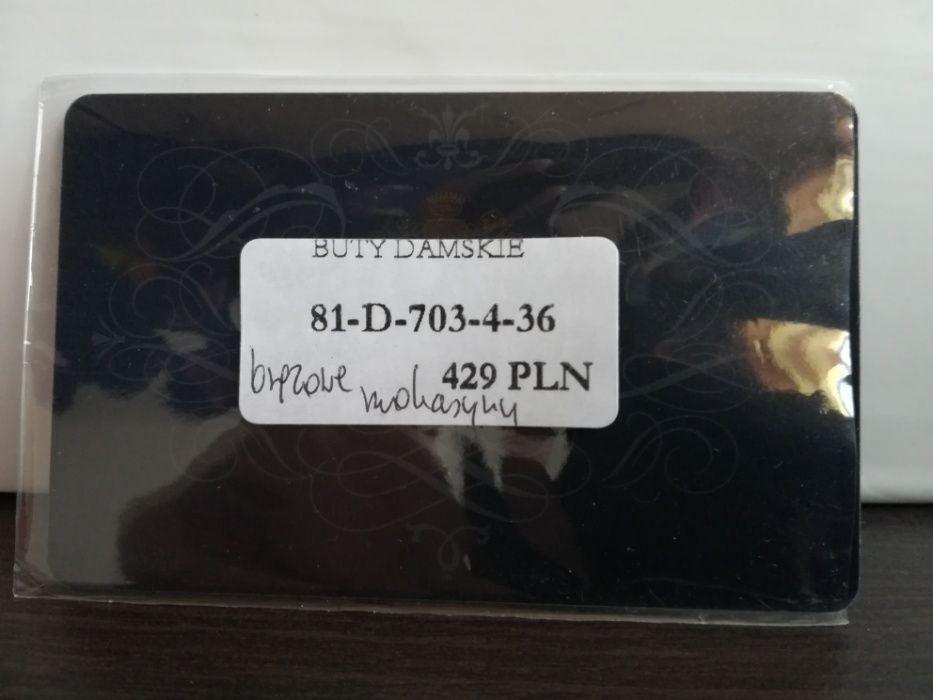 BUTY DAMSKIE
81-D-703-4-36
429 PLN
brązowe mokasyny